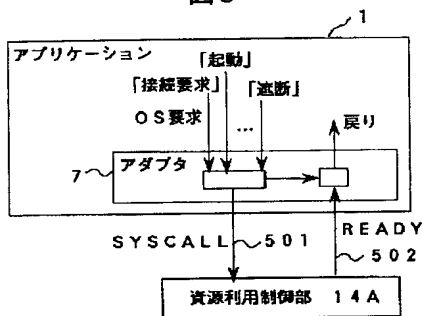 1
アプリケーション
「起動」
「接続要求」
「遮断」
OS要求
...
戻り
アダプタ
7
READY
SYSCALL
501
502
資源利用制御部 14A